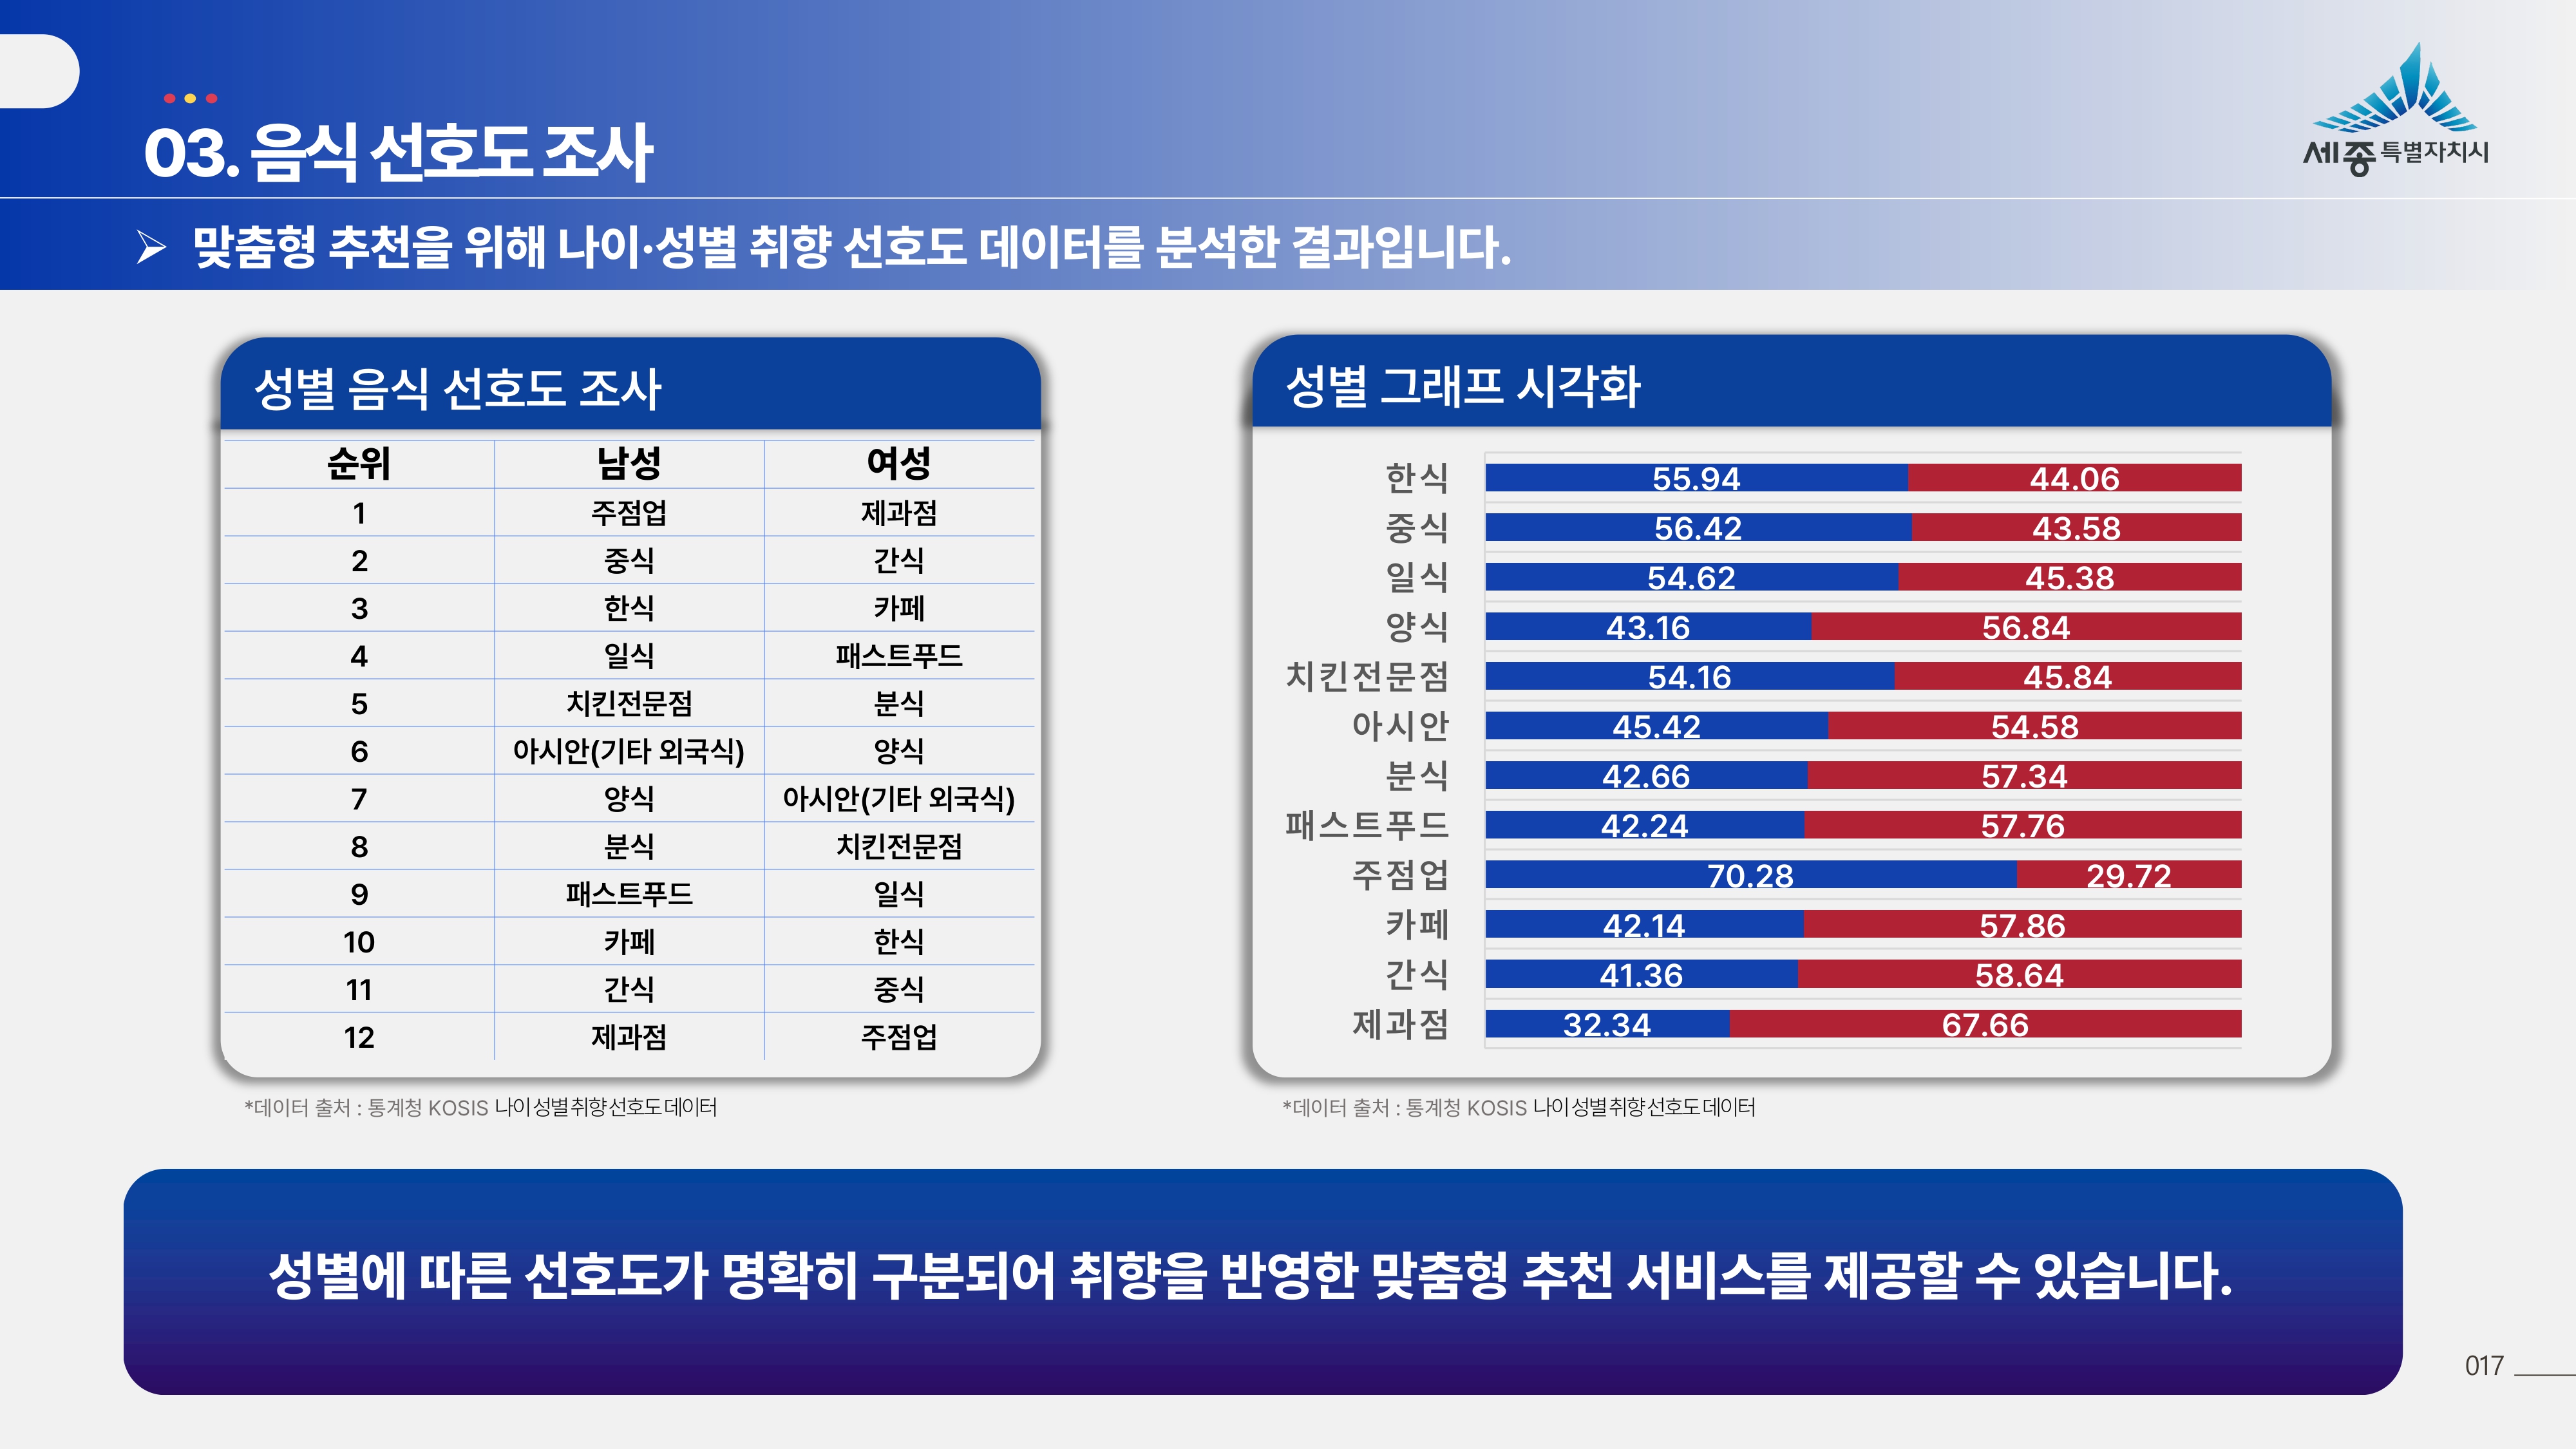 03. 음식 선호도 조사
세종특별자치시
➢ 맞춤형 추천을 위해 나이·성별 취향 선호도 데이터를 분석한 결과입니다.
성별 음식 선호도 조사
순위 남성 여성
1 주점업 제과점
2 중식 간식
3 한식 카페
4 일식 패스트푸드
5 치킨전문점 분식
6 아시안(기타 외국식) 양식
7 양식 아시안(기타 외국식)
8 분식 치킨전문점
9 패스트푸드 일식
10 카페 한식
11 간식 중식
12 제과점 주점업
*데이터 출처 : 통계청 KOSIS 나이성별취향선호도데이터
성별 그래프 시각화
한식 55.94 44.06
중식 56.42 43.58
일식 54.62 45.38
양식 43.16 56.84
치킨전문점 54.16 45.84
아시안 45.42 54.58
분식 42.66 57.34
패스트푸드 42.24 57.76
주점업 70.28 29.72
카페 42.14 57.86
간식 41.36 58.64
제과점 32.34 67.66
*데이터 출처 : 통계청 KOSIS 나이성별취향선호도데이터
성별에 따른 선호도가 명확히 구분되어 취향을 반영한 맞춤형 추천 서비스를 제공할 수 있습니다.
017